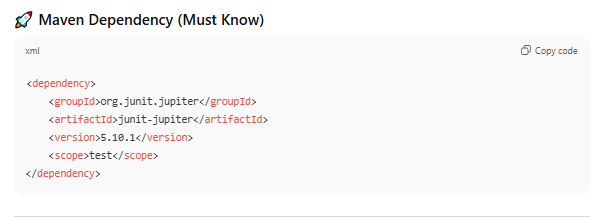 🚀 Maven Dependency (Must Know)
xml Copy code
<dependency>
    <groupId>org.junit.jupiter</groupId>
    <artifactId>junit-jupiter</artifactId>
    <version>5.10.1</version>
    <scope>test</scope>
</dependency>